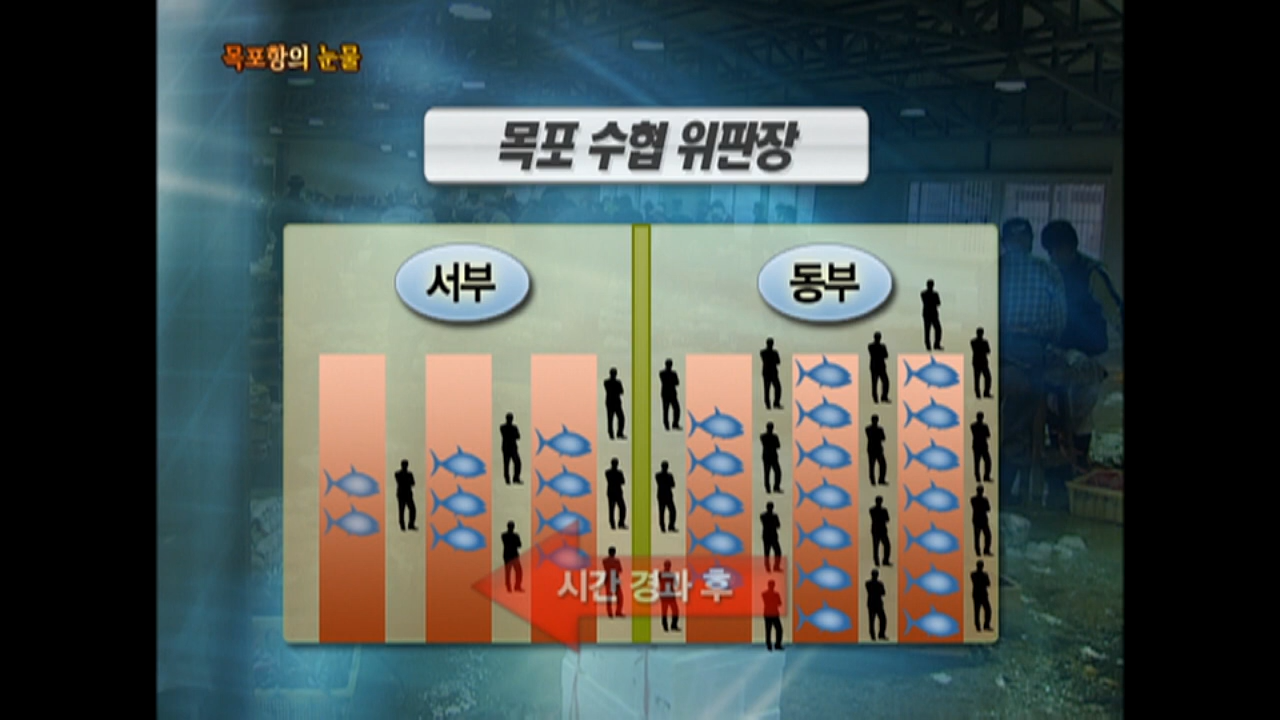 목포항의 눈물
목포 수협 위판장
서부
동부
시간 경과 후